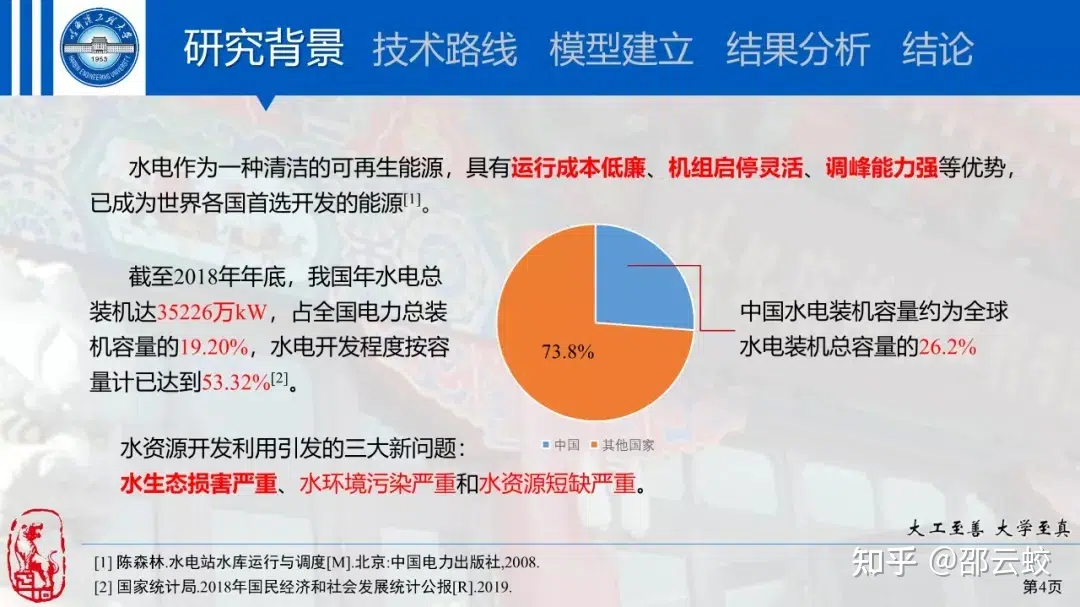 哈尔滨工程大学
HARBIN ENGINEERING UNIVERSITY
1953
研究背景 技术路线 模型建立 结果分析 结论
水电作为一种清洁的可再生能源，具有运行成本低廉、机组启停灵活、调峰能力强等优势，
已成为世界各国首选开发的能源[1]。
截至2018年年底，我国年水电总
装机达35226万kW，占全国电力总装
机容量的19.20%，水电开发程度按容
量计已达到53.32%[2]。
73.8%
中国水电装机容量约为全球
水电装机总容量的26.2%
中国 其他国家
水资源开发利用引发的三大新问题：
水生态损害严重、水环境污染严重和水资源短缺严重。
大工至善 大学至真
[1] 陈森林.水电站水库运行与调度[M].北京:中国电力出版社,2008.
[2] 国家统计局.2018年国民经济和社会发展统计公报[R].2019.
知乎 @邵云蛟
第4页